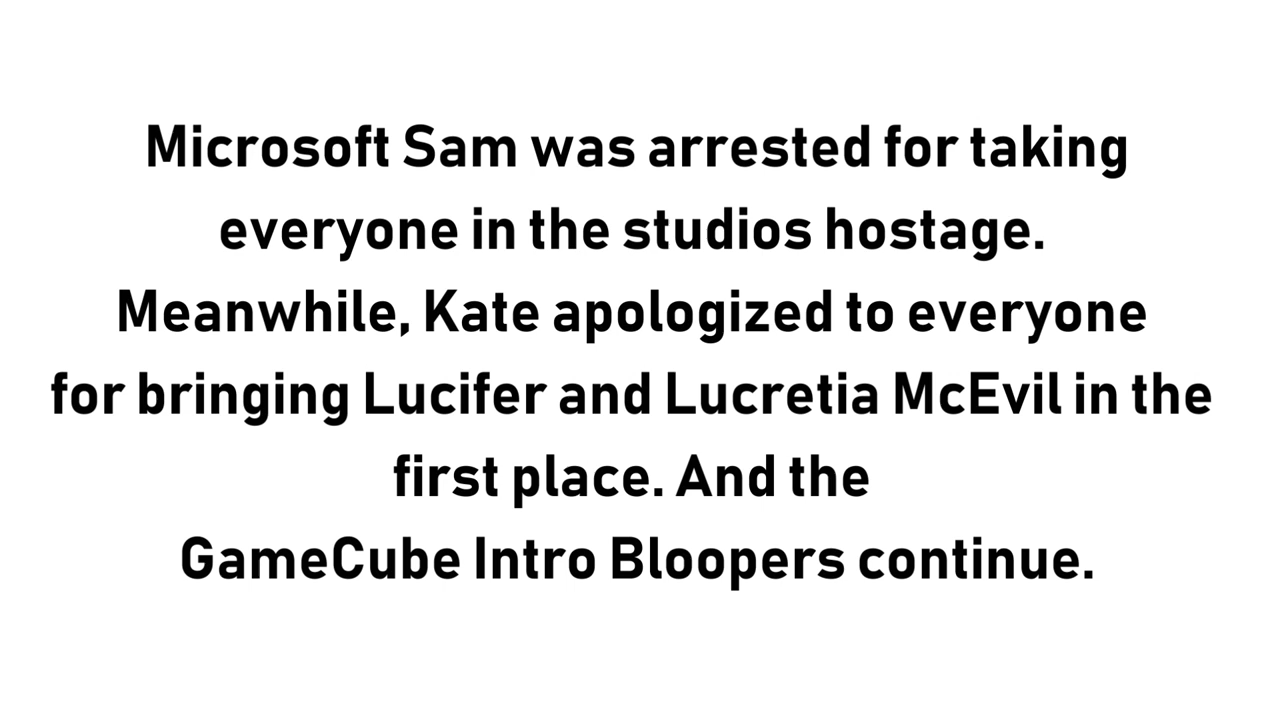 Microsoft Sam was arrested for taking
everyone in the studios hostage.
Meanwhile, Kate apologized to everyone
for bringing Lucifer and Lucretia McEvil in the
first place. And the
GameCube Intro Bloopers continue.